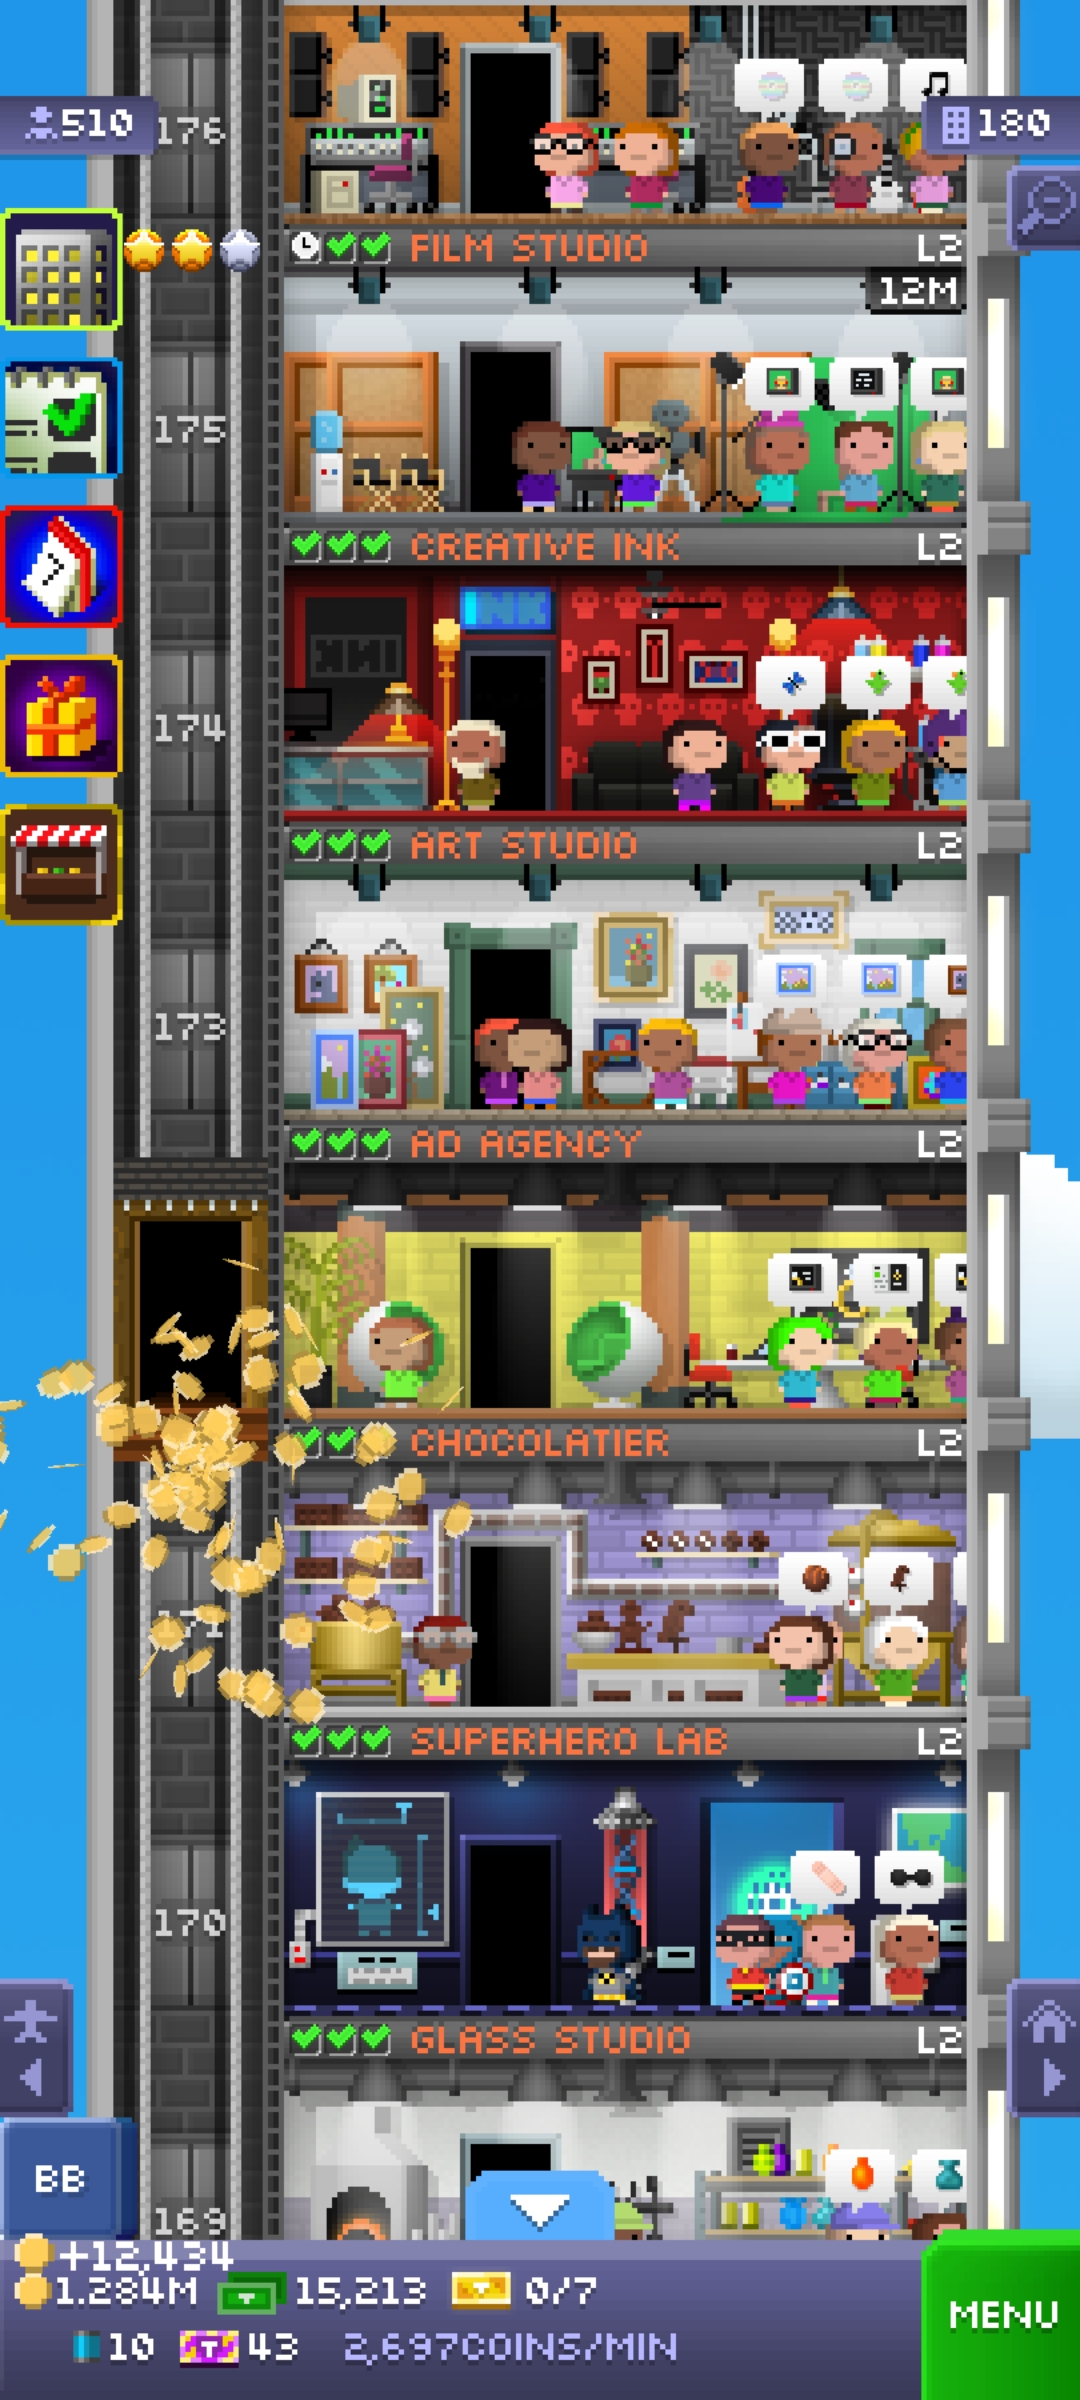 510
176
180
FILM STUDIO L2
12M
175
CREATIVE INK L2
INK
174
ART STUDIO L2
173
AD AGENCY L2
CHOCOLATIER L2
SUPERHERO LAB L2
170
GLASS STUDIO L2
BB
169
+12,434
1.284M 15,213 0/7
MENU
10 43 2,697COINS/MIN